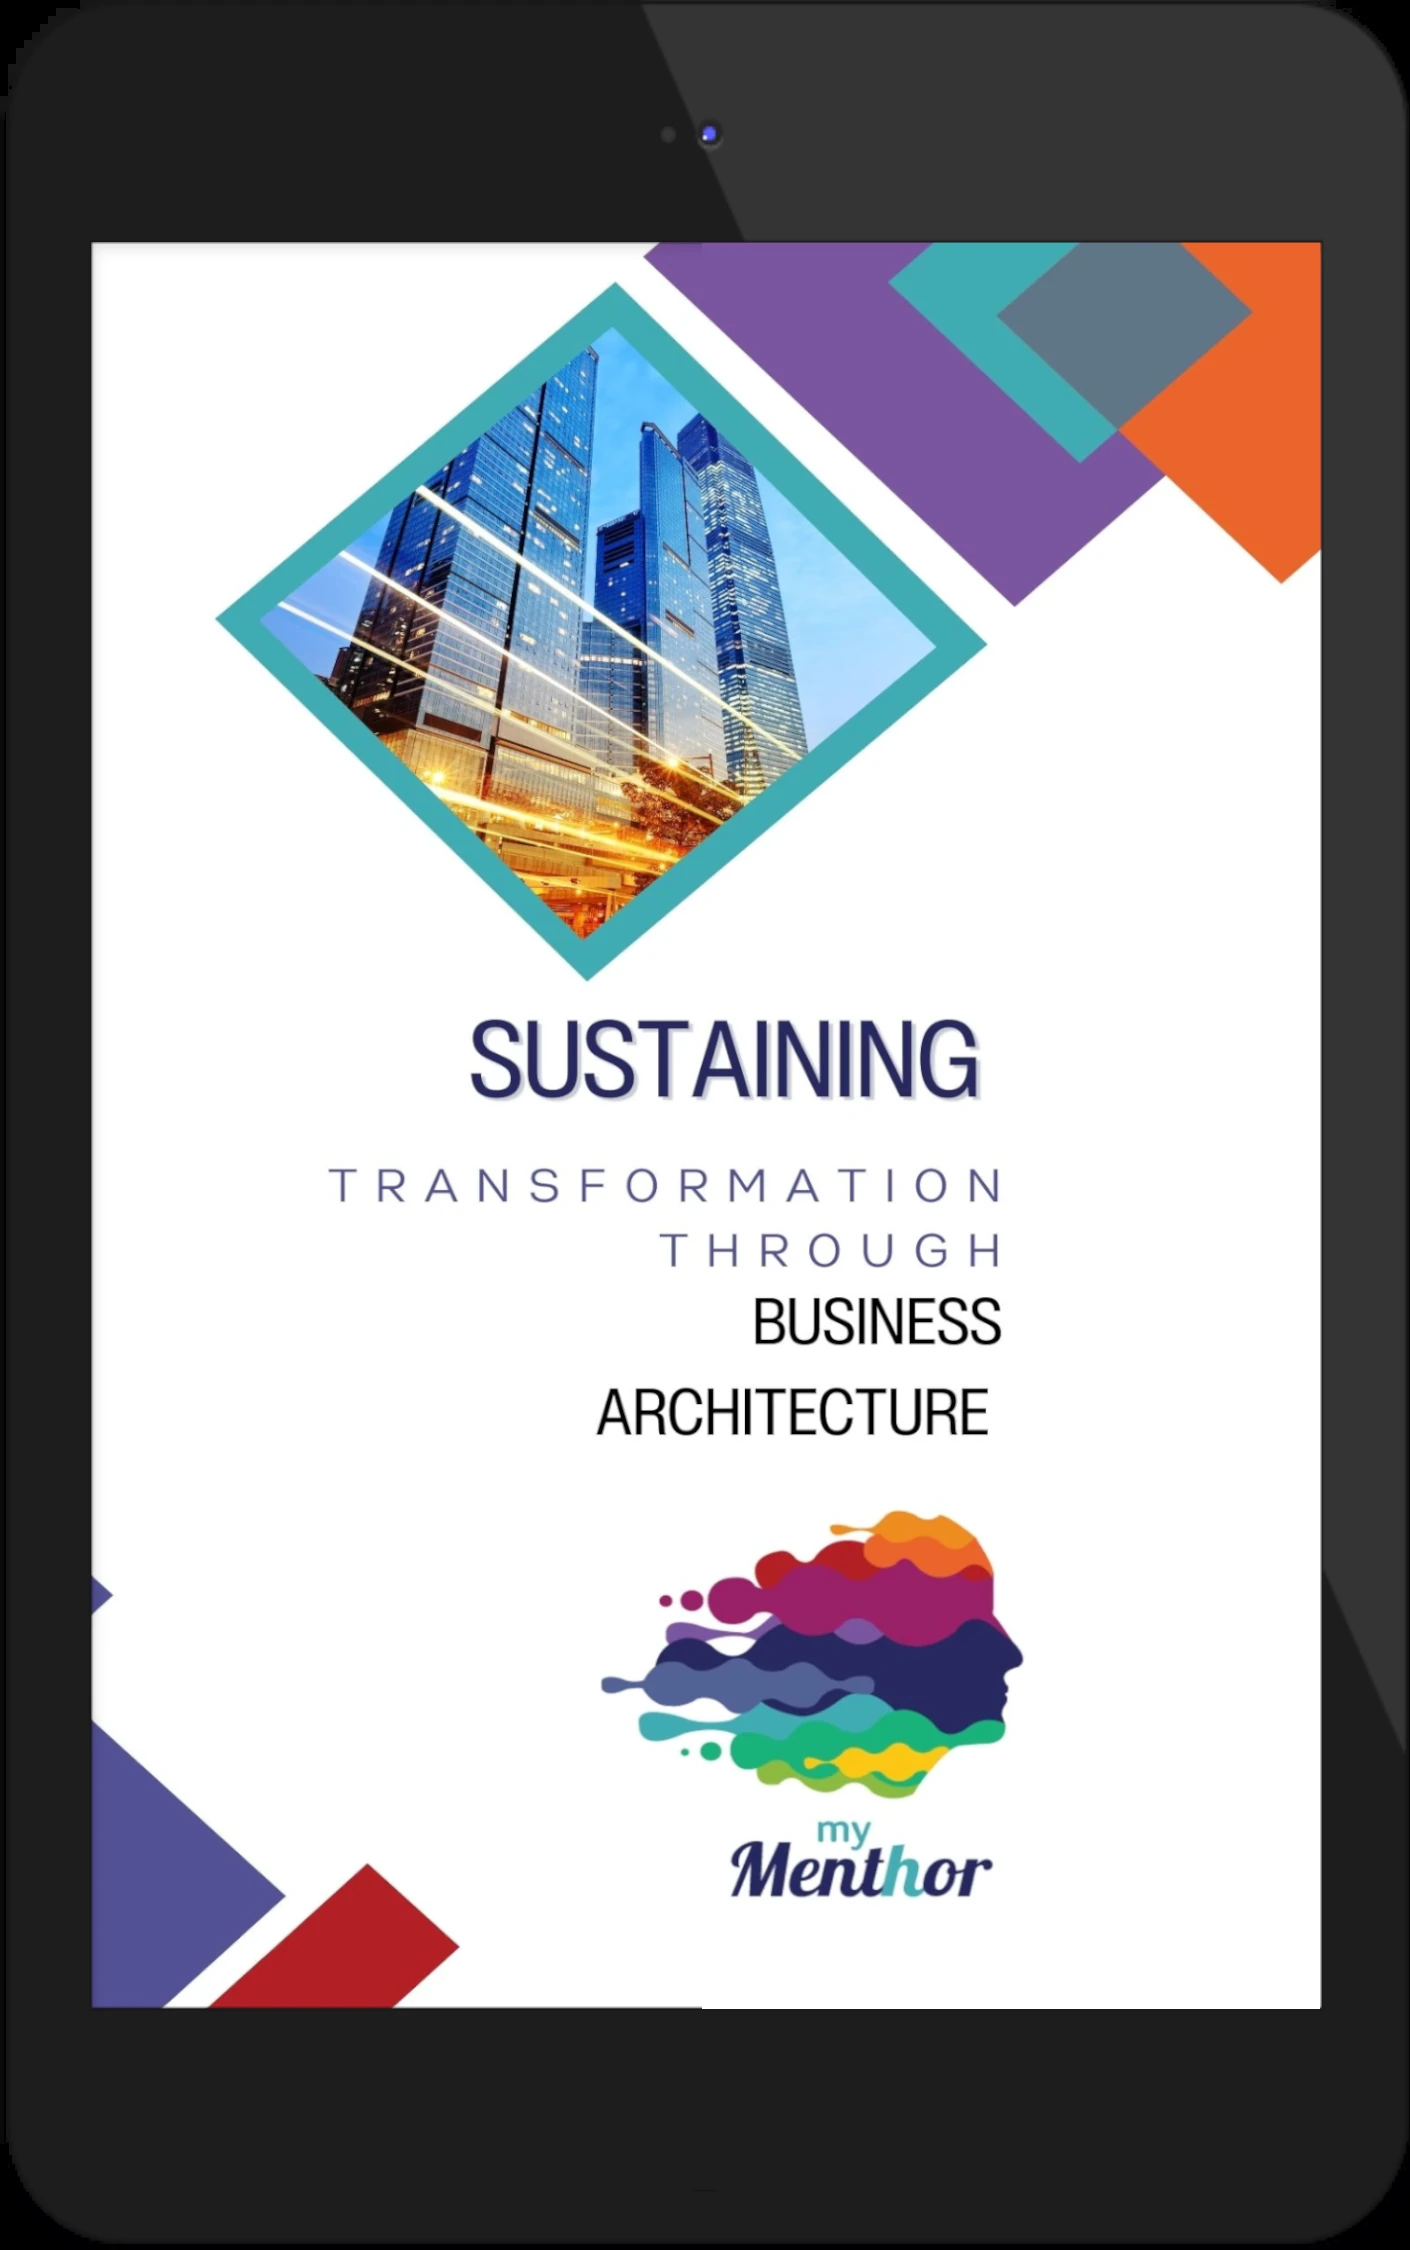 SUSTAINING
TRANSFORMATION
THROUGH
BUSINESS
ARCHITECTURE
my
Menthor